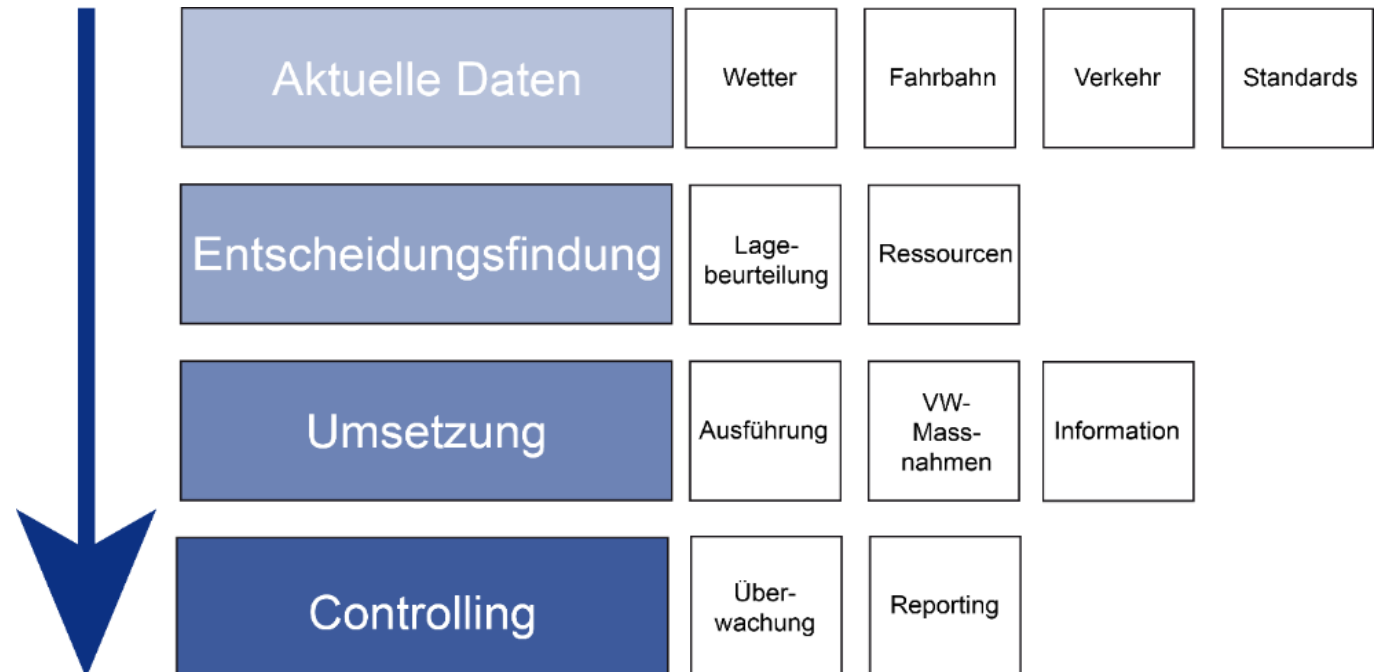 Aktuelle Daten
Wetter
Fahrbahn
Verkehr
Standards
Entscheidungsfindung
Lage-
beurteilung
Ressourcen
Umsetzung
Ausführung
VW-
Mass-
nahmen
Information
Controlling
Über-
wachung
Reporting